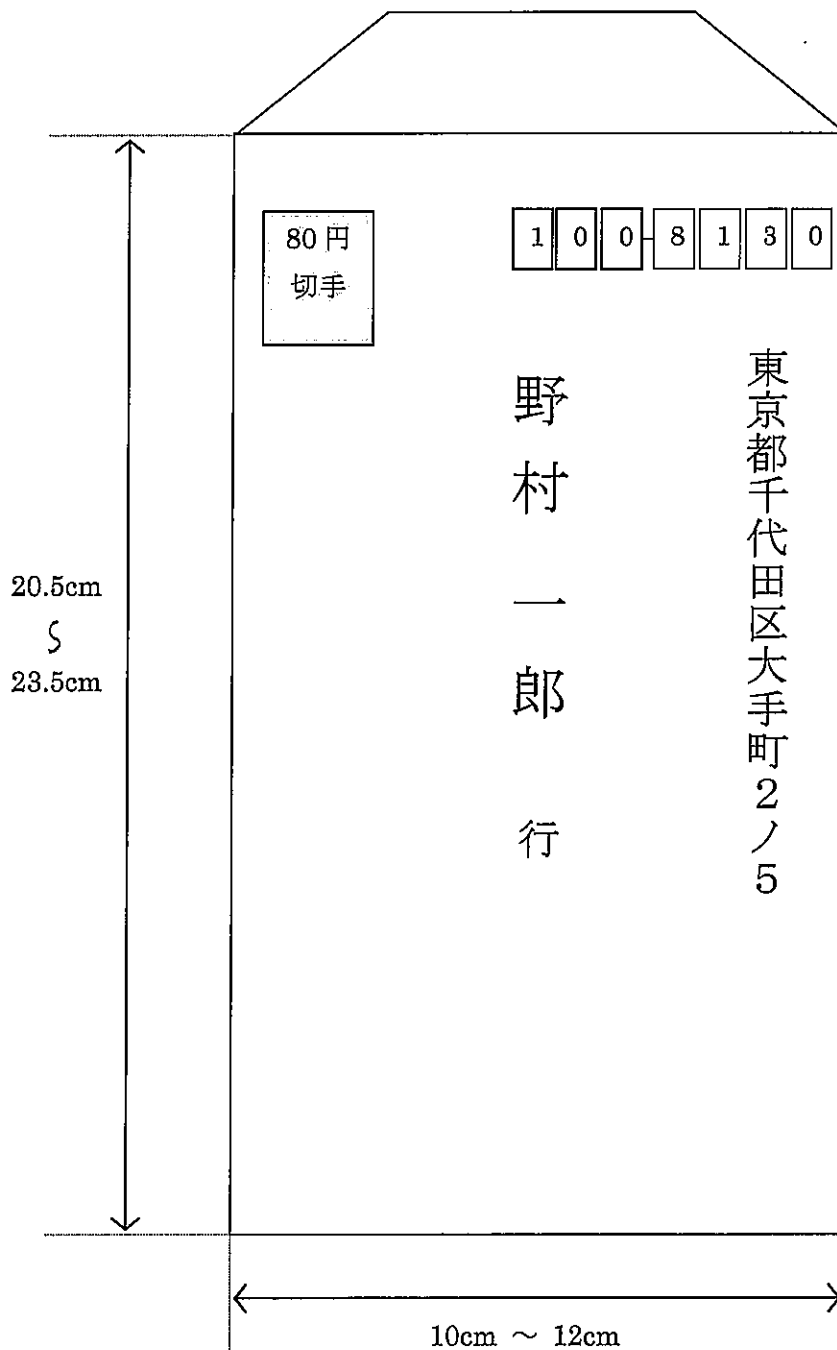 80円
切手
100-8130
東京都千代田区大手町2ノ5
野村一郎 行
20.5cm
〜
23.5cm
10cm ～ 12cm